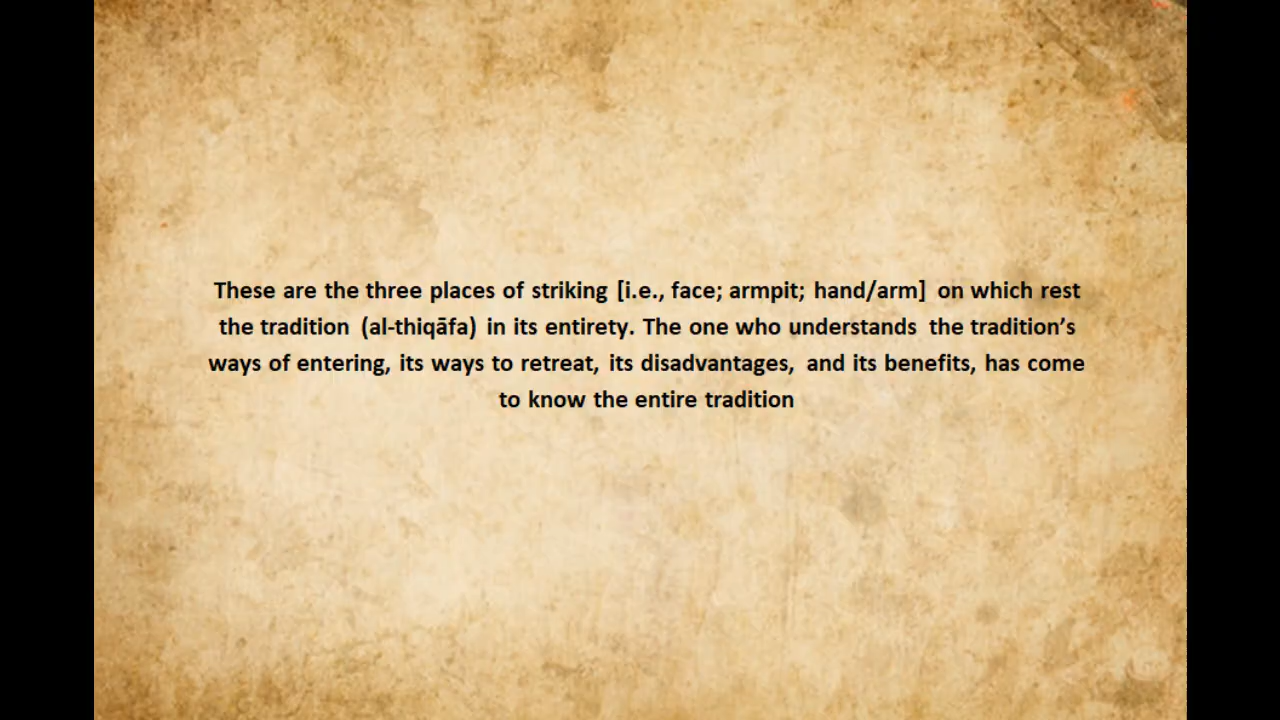 These are the three places of striking [i.e., face; armpit; hand/arm] on which rest
the tradition (al-thiqāfa) in its entirety. The one who understands the tradition’s
ways of entering, its ways to retreat, its disadvantages, and its benefits, has come
to know the entire tradition